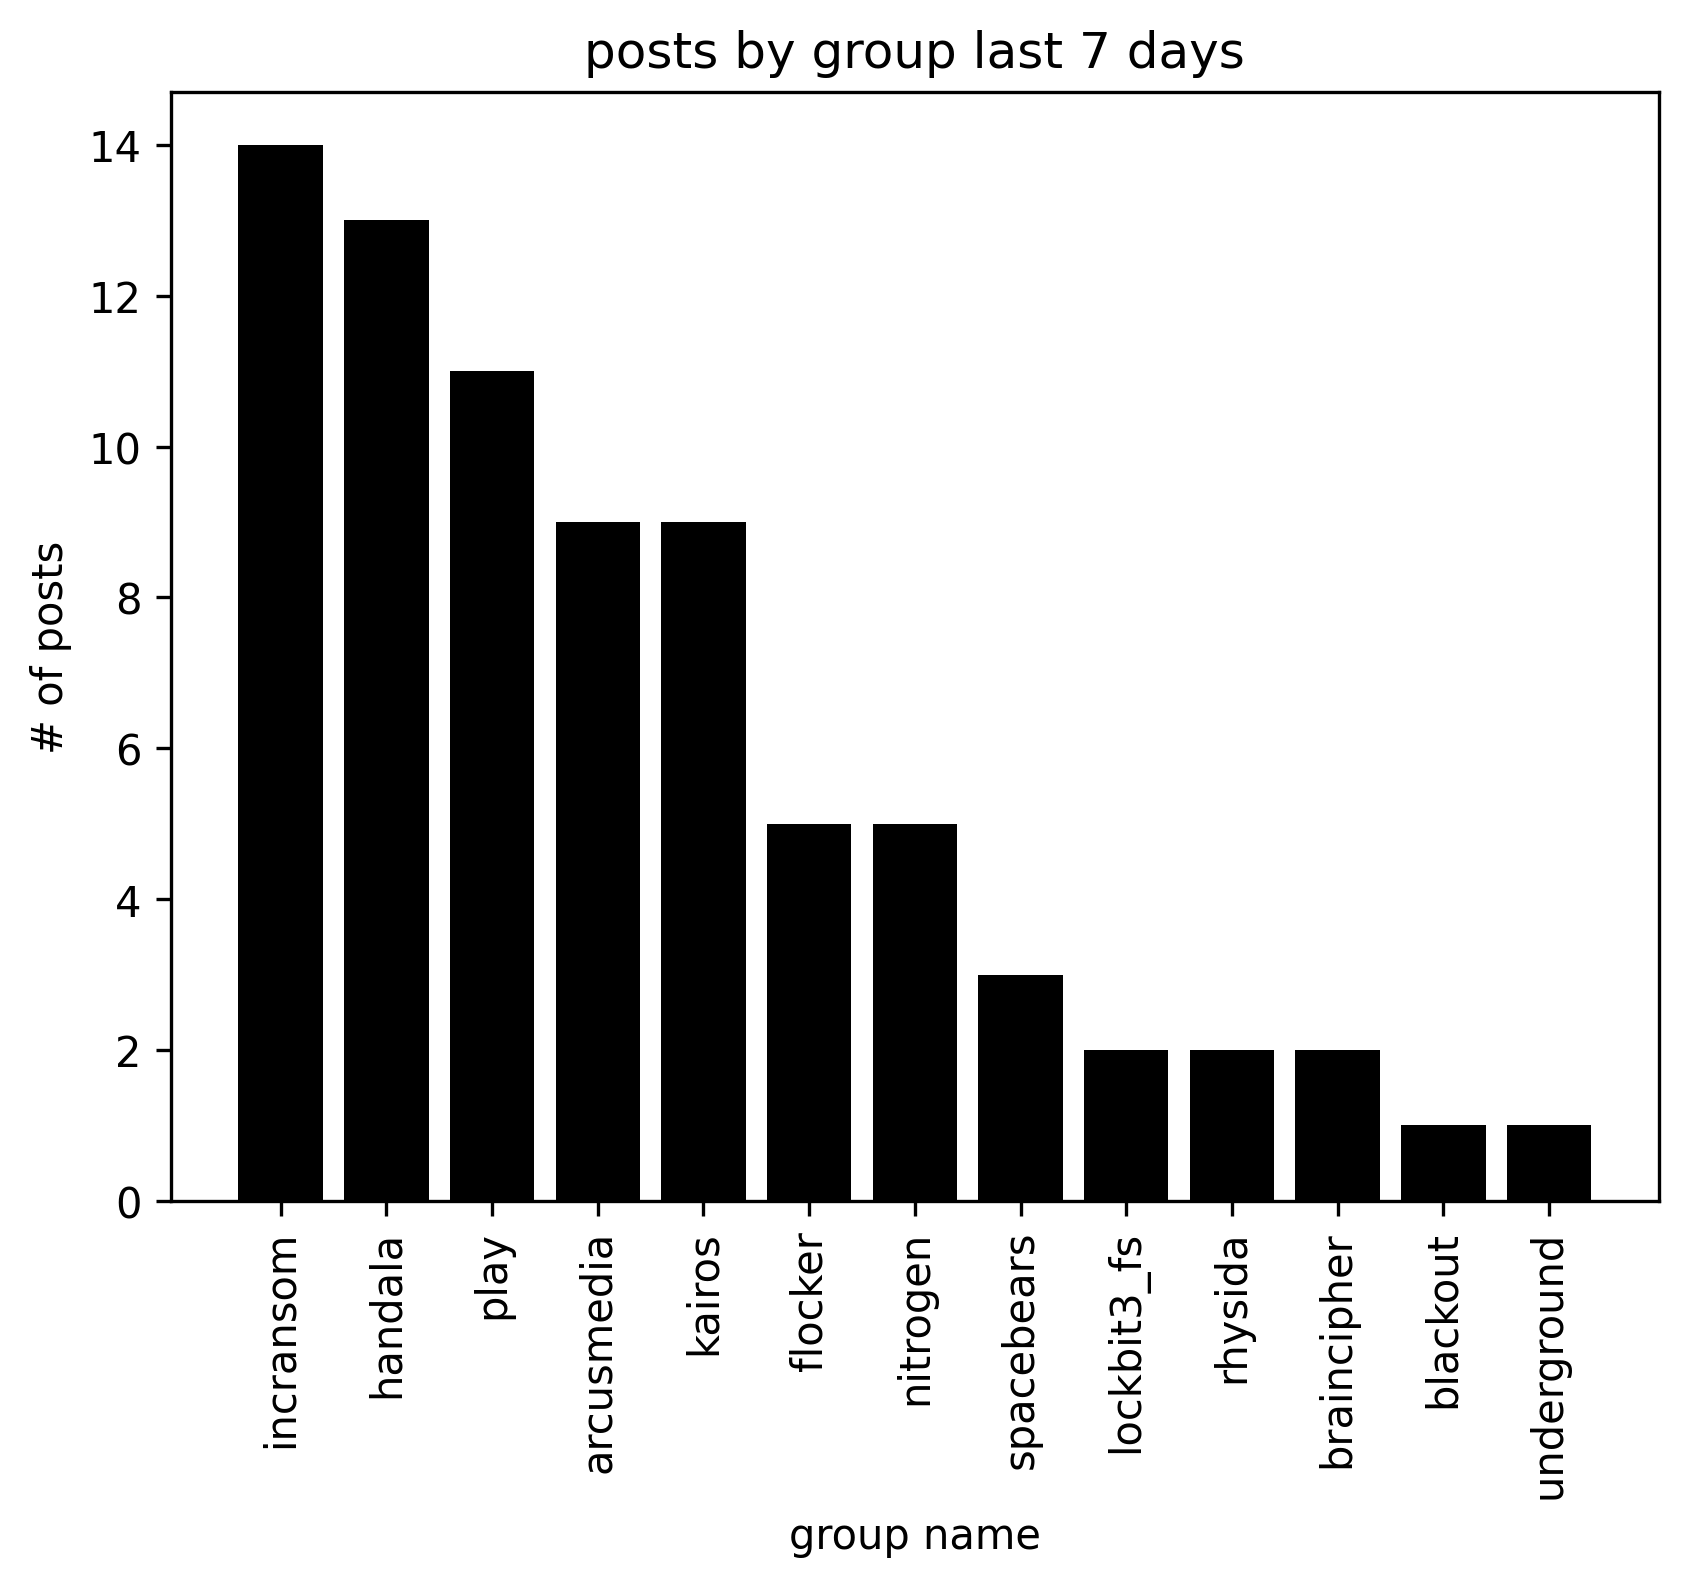 posts by group last 7 days
14
12
10
8
6
4
2
0
# of posts
incransom
handala
play
arcusmedia
kairos
flocker
nitrogen
spacebears
lockbit3_fs
rhysida
braincipher
blackout
underground
group name